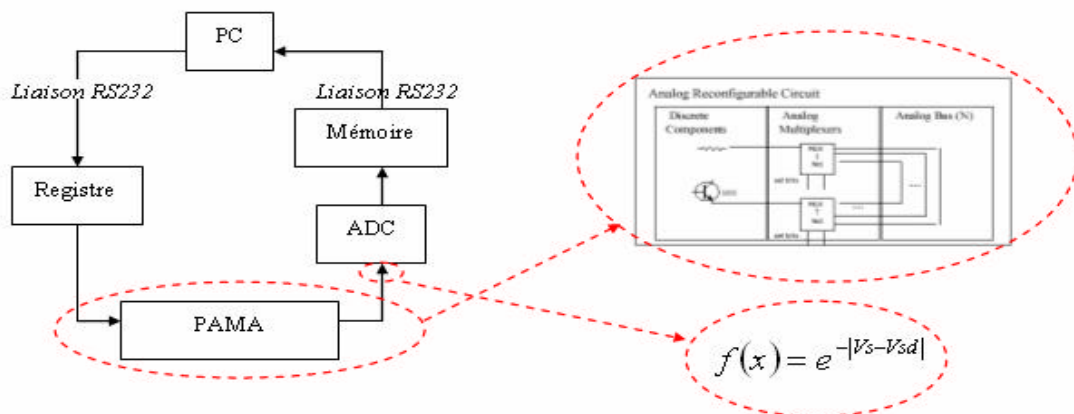 PC
Liaison RS232
Liaison RS232
Mémoire
Registre
ADC
PAMA
Analog Reconfigurable Circuit
Discrete Components
Analog Multiplexers
Analog Bus (N)
f(x) = e^{-|Vs-Vsd|}